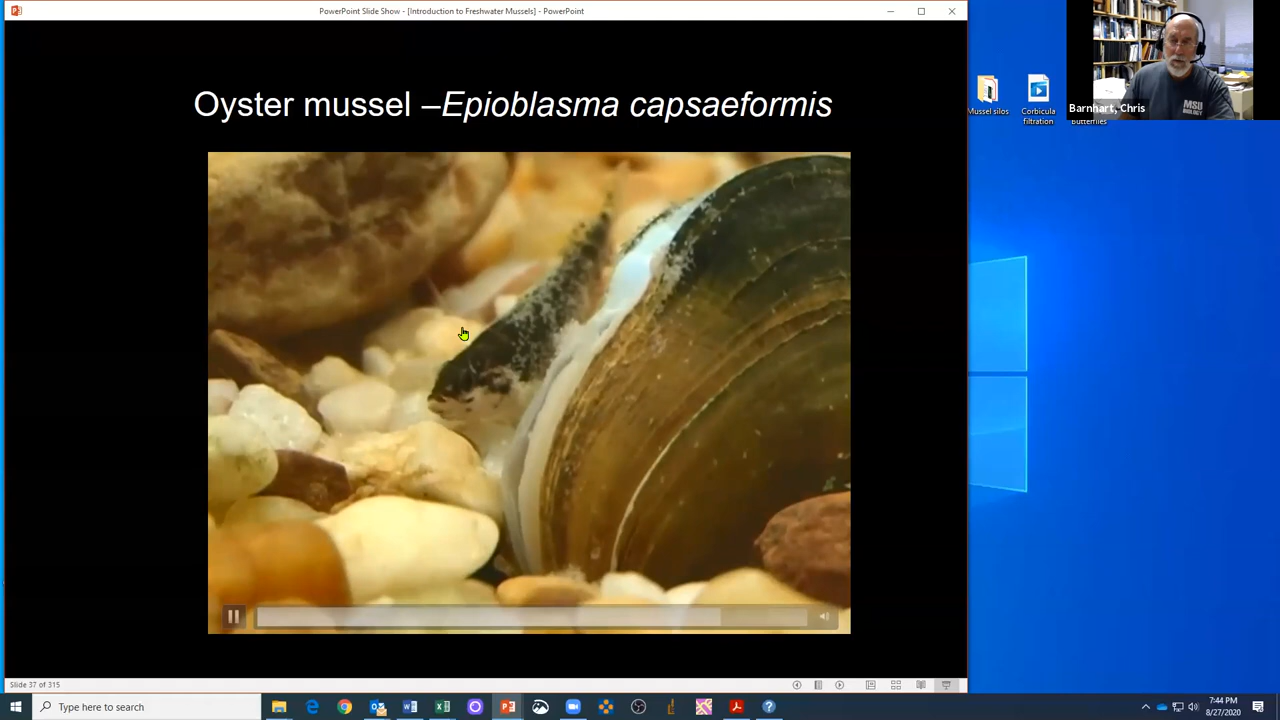 PowerPoint Slide Show - [Introduction to Freshwater Mussels] - PowerPoint
Oyster mussel –Epioblasma capsaeformis
Mussel silos
Corbicula
filtration
Butterflies
Barnhart, Chris
MSU
BIOLOGY
Slide 37 of 315
Type here to search
7:44 PM
8/27/2020